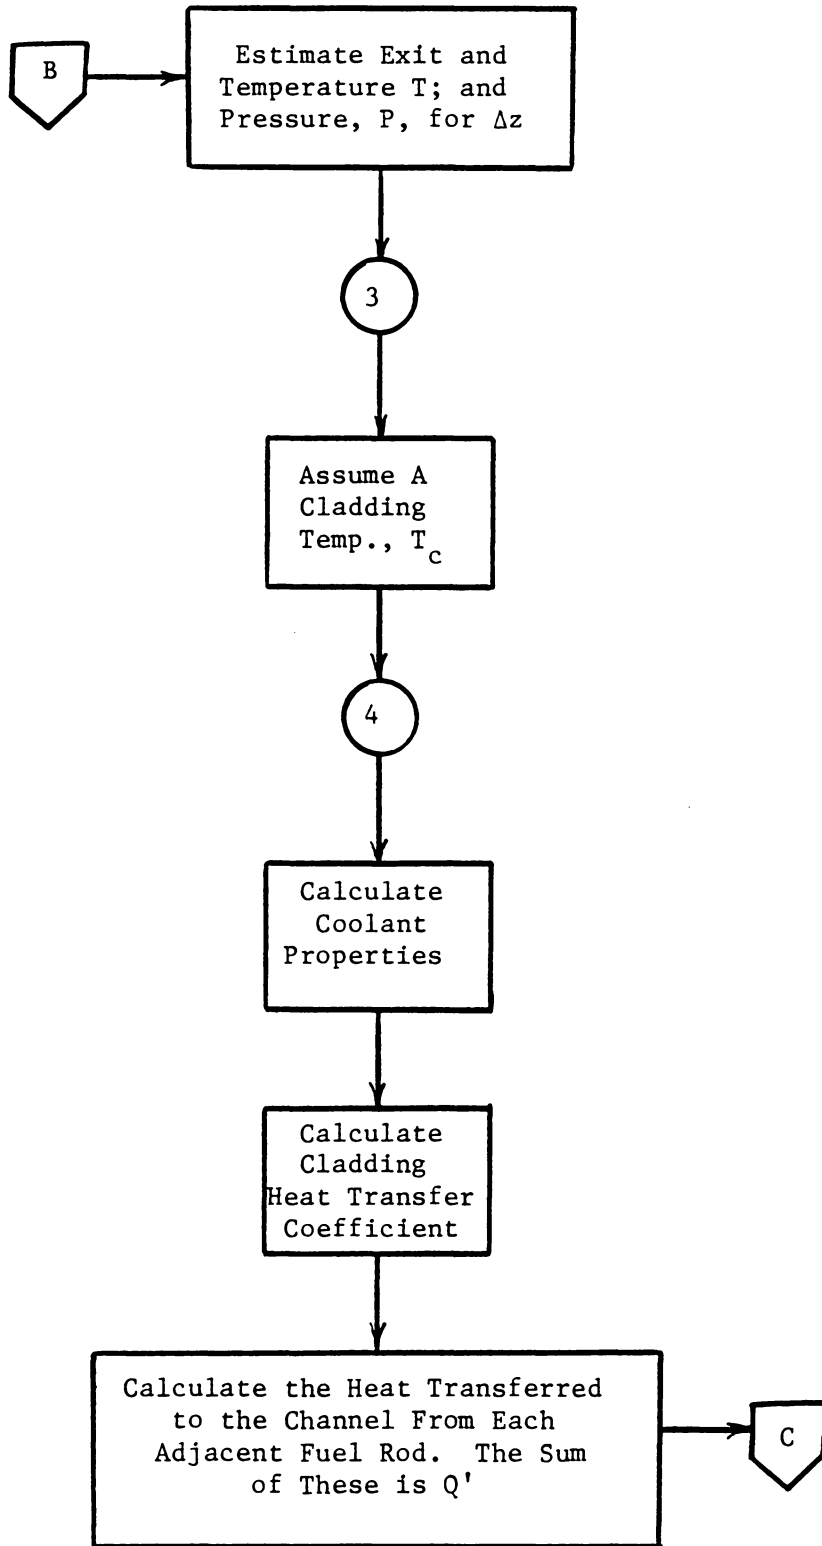 B
Estimate Exit and
Temperature T; and
Pressure, P, for Δz
3
Assume A
Cladding
Temp., T_c
4
Calculate
Coolant
Properties
Calculate
Cladding
Heat Transfer
Coefficient
Calculate the Heat Transferred
to the Channel From Each
Adjacent Fuel Rod. The Sum
of These is Q'
C